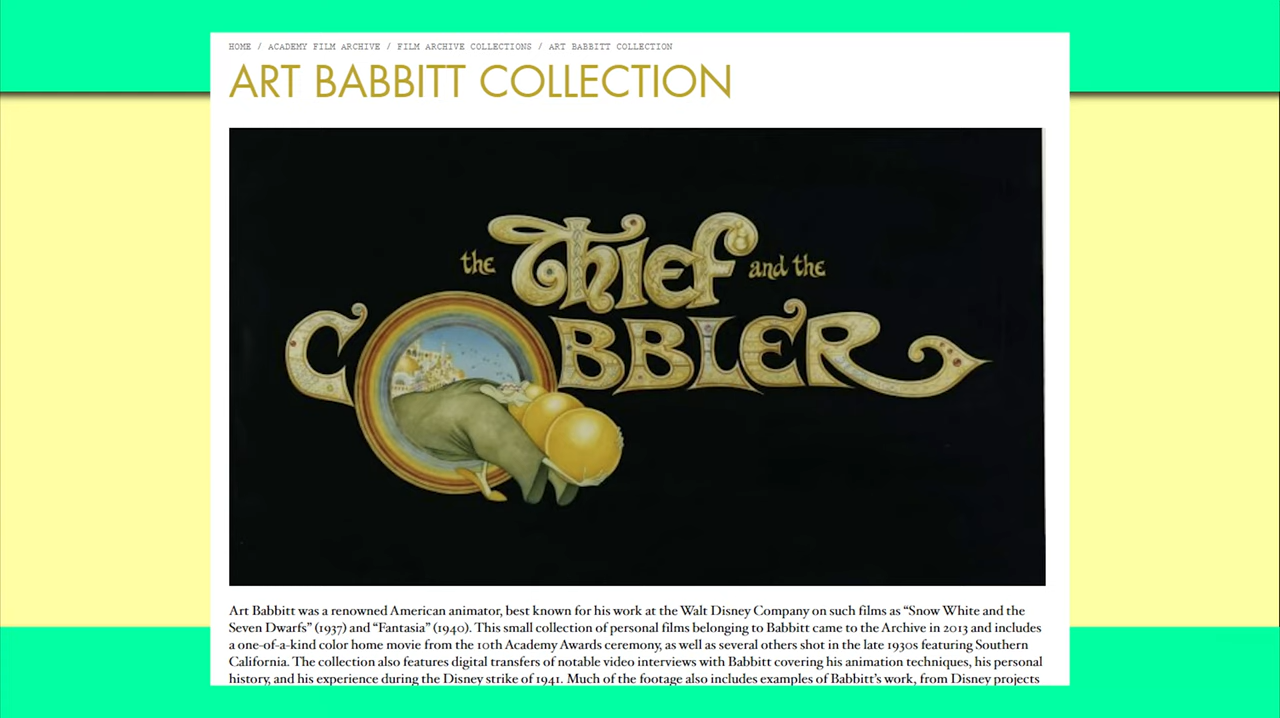 HOME / ACADEMY FILM ARCHIVE / FILM ARCHIVE COLLECTIONS / ART BABBITT COLLECTION
ART BABBITT COLLECTION
the Thief and the
COBBLER
Art Babbitt was a renowned American animator, best known for his work at the Walt Disney Company on such films as “Snow White and the
Seven Dwarfs” (1937) and “Fantasia” (1940). This small collection of personal films belonging to Babbitt came to the Archive in 2013 and includes
a one-of-a-kind color home movie from the 10th Academy Awards ceremony, as well as several others shot in the late 1930s featuring Southern
California. The collection also features digital transfers of notable video interviews with Babbitt covering his animation techniques, his personal
history, and his experience during the Disney strike of 1941. Much of the footage also includes examples of Babbitt’s work, from Disney projects